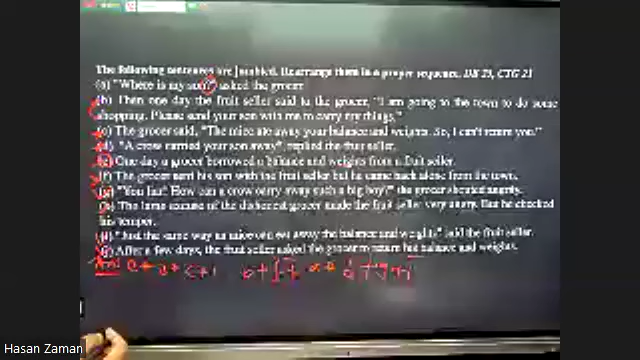 The following sentences are jumbled. Rearrange them in a proper sequence. DB 23, CTG 21
(a) "Where is my son?" asked the grocer.
(b) Then one day the fruit seller said to the grocer, "I am going to the town to do some
shopping. Please send your son with me to carry my things."
(c) The grocer said, "The mice ate away your balance and weights. So, I can't return you."
(d) "A crow carried your son away", replied the fruit seller.
(e) One day a grocer borrowed a balance and weights from a fruit seller.
(f) The grocer sent his son with the fruit seller but he came back alone from the town.
(g) "You liar! How can a crow carry away such a big boy?" the grocer shouted angrily.
(h) The lame excuse of the dishonest grocer made the fruit seller very angry. But he checked
his temper.
(i) "Just the same way as mice can eat away the balance and weights" said the fruit seller.
(j) After a few days, the fruit seller asked the grocer to return his balance and weights.
Hasan Zaman